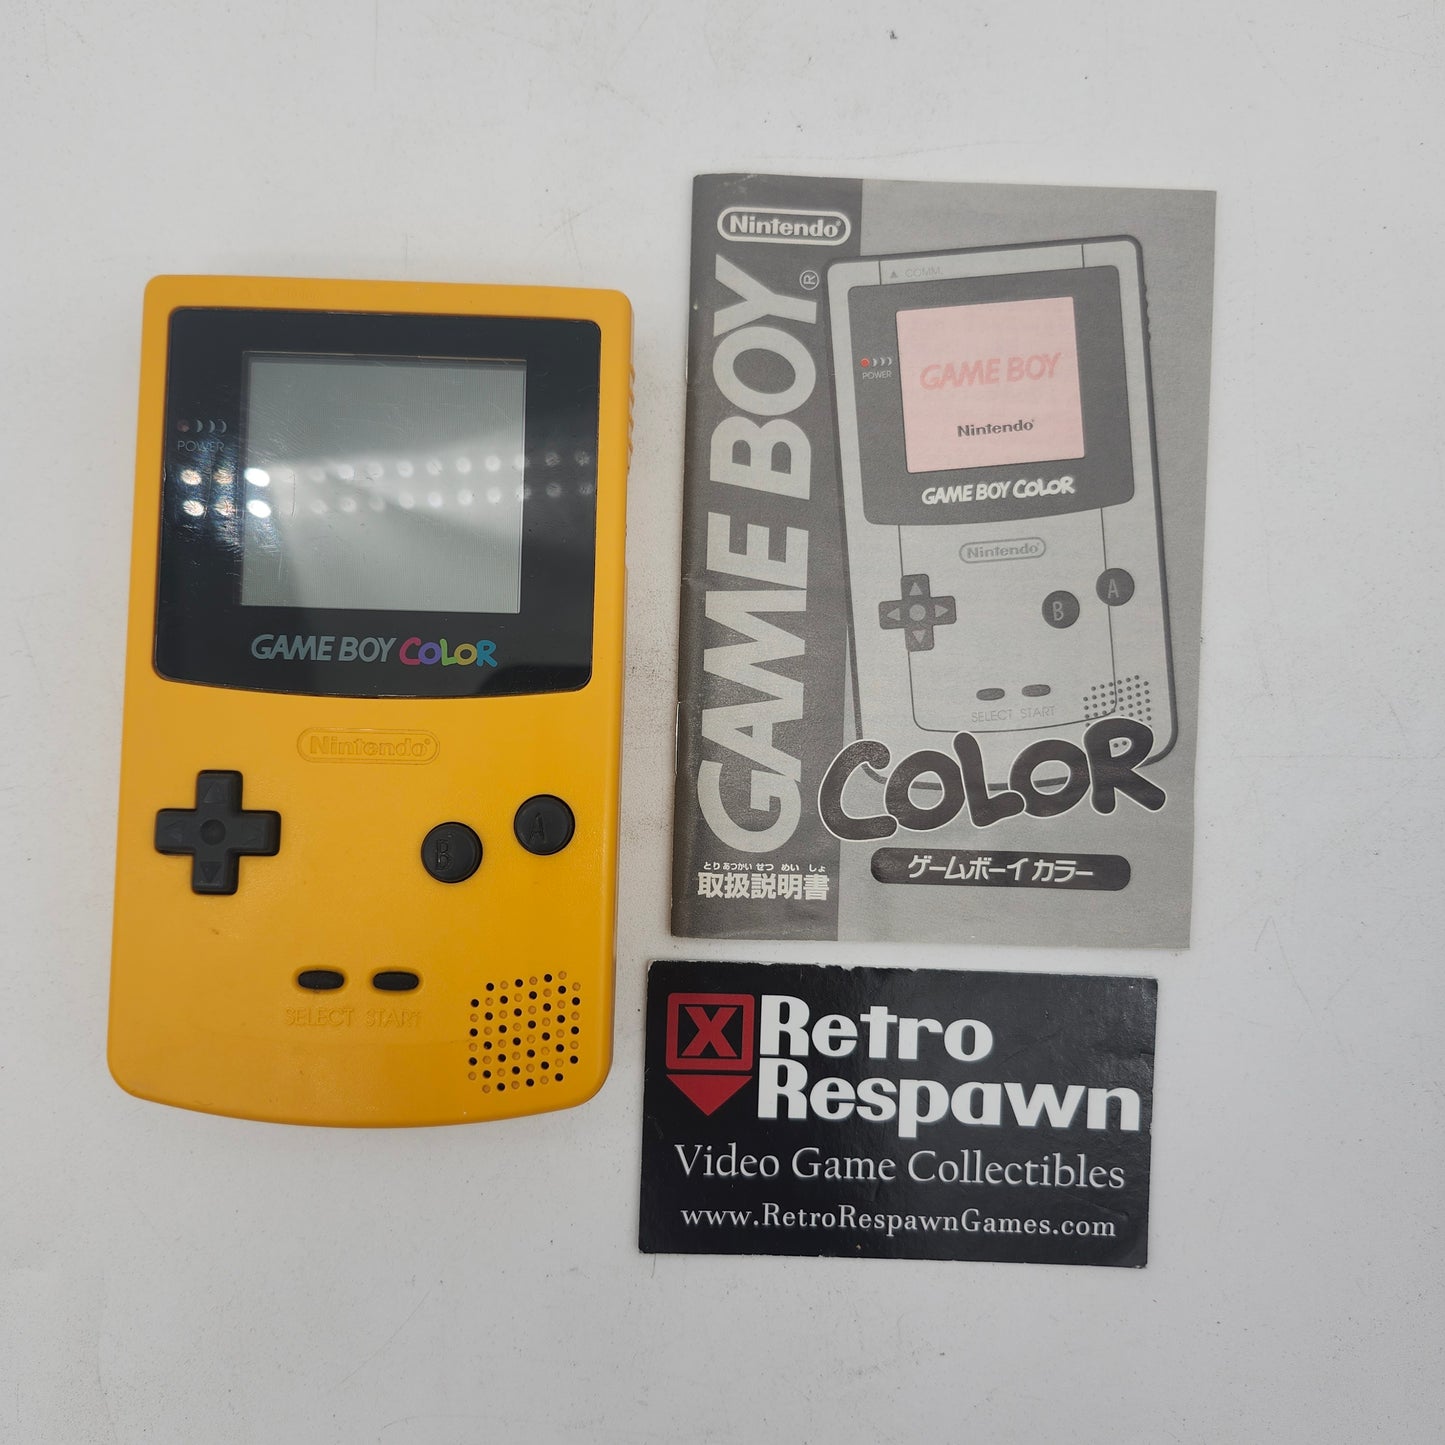 POWER
GAME BOY COLOR
Nintendo®
B
A
SELECT START
Nintendo®
GAME BOY®
とりあつかいせつめいしょ
取扱説明書
▲ COMM.
POWER
GAME BOY
Nintendo®
GAME BOY COLOR
Nintendo®
B
A
SELECT START
COLOR
ゲームボーイカラー
X Retro
Respawn
Video Game Collectibles
www.RetroRespawnGames.com